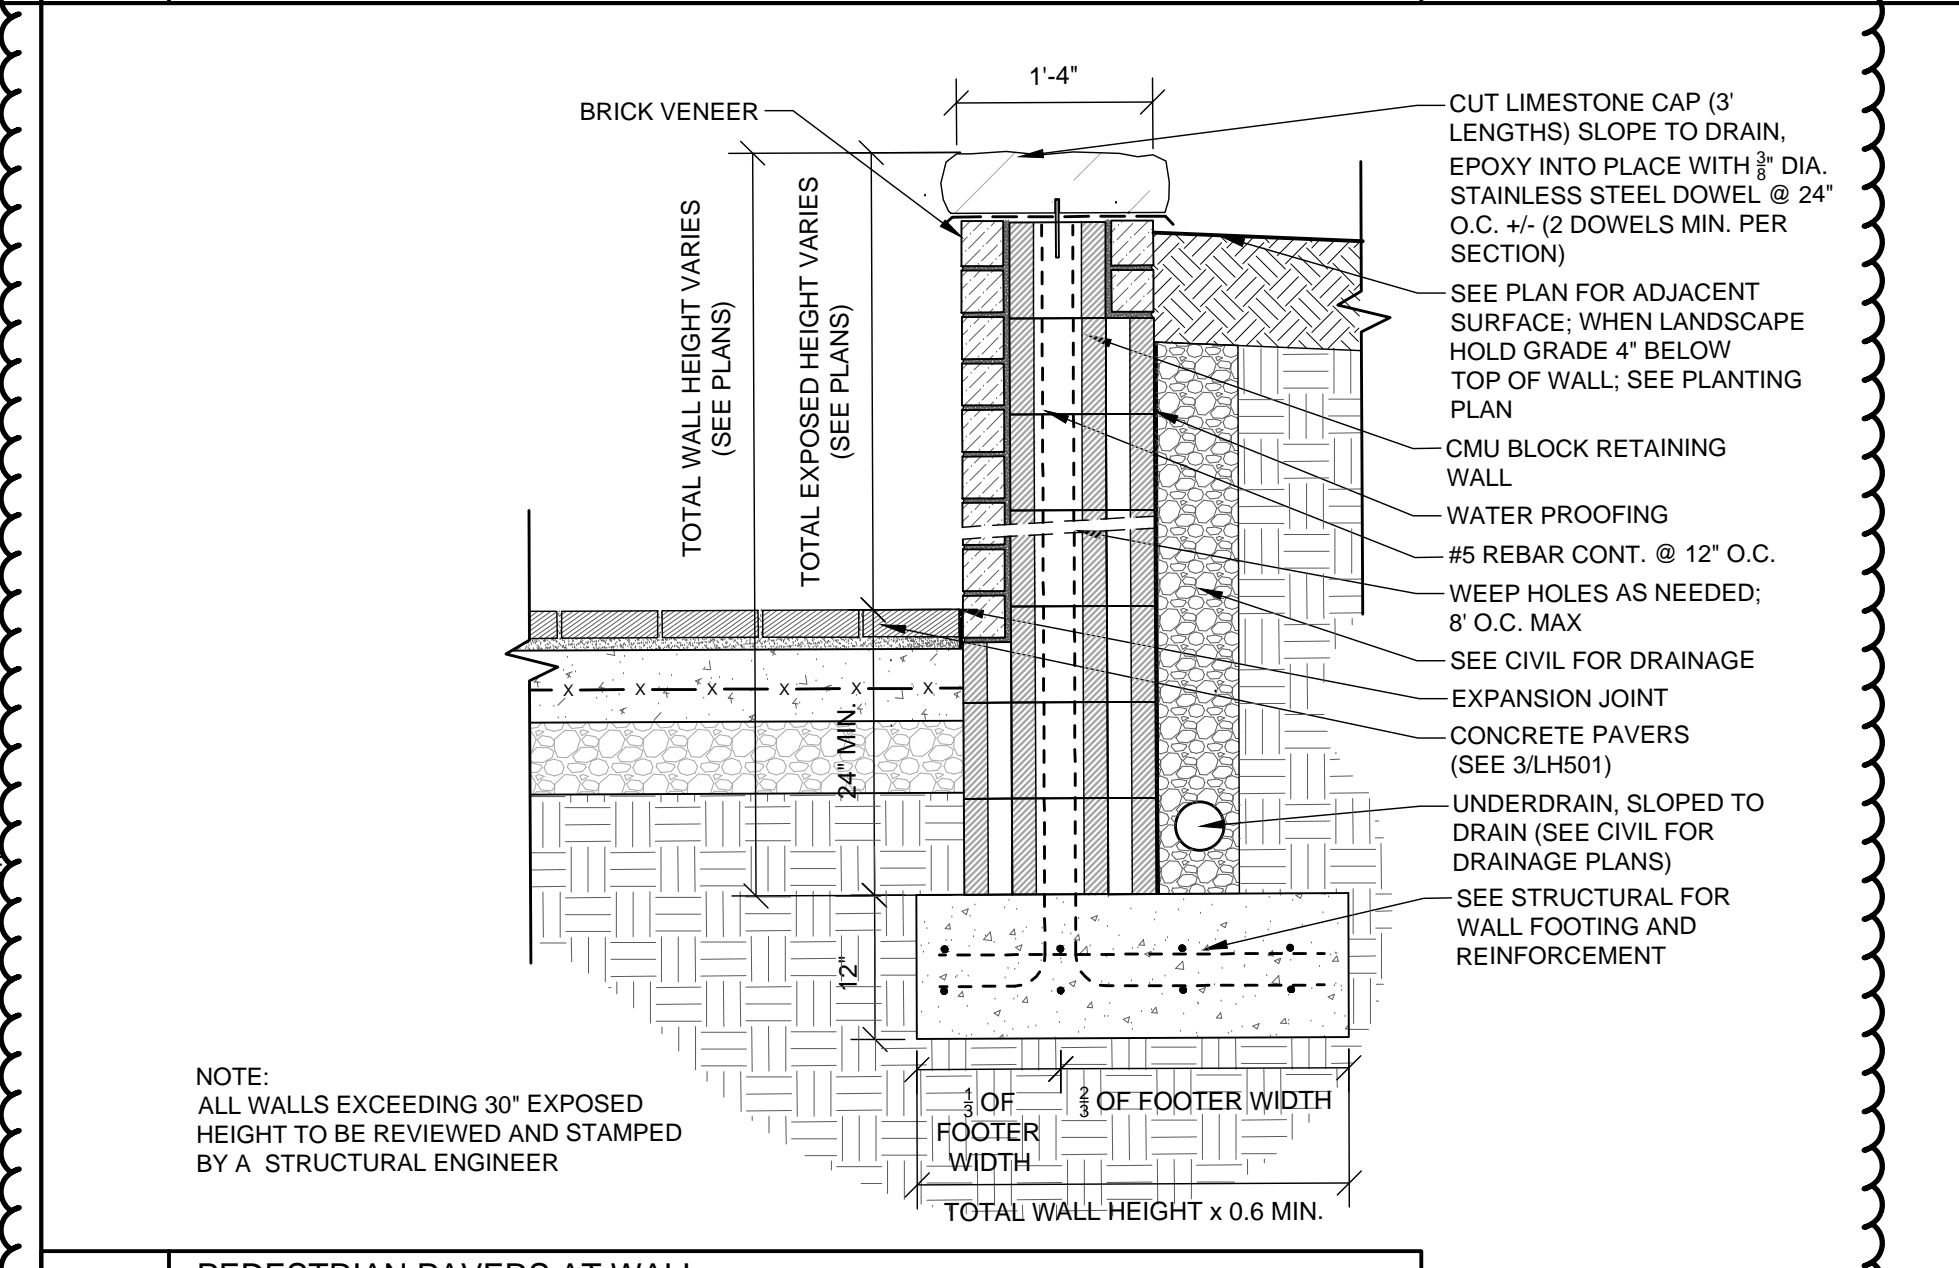 1'-4"
BRICK VENEER
TOTAL WALL HEIGHT VARIES
(SEE PLANS)
TOTAL EXPOSED HEIGHT VARIES
(SEE PLANS)
24" MIN.
12"
CUT LIMESTONE CAP (3'
LENGTHS) SLOPE TO DRAIN,
EPOXY INTO PLACE WITH 3/8" DIA.
STAINLESS STEEL DOWEL @ 24"
O.C. +/- (2 DOWELS MIN. PER
SECTION)
SEE PLAN FOR ADJACENT
SURFACE; WHEN LANDSCAPE
HOLD GRADE 4" BELOW
TOP OF WALL; SEE PLANTING
PLAN
CMU BLOCK RETAINING
WALL
WATER PROOFING
#5 REBAR CONT. @ 12" O.C.
WEEP HOLES AS NEEDED;
8' O.C. MAX
SEE CIVIL FOR DRAINAGE
EXPANSION JOINT
CONCRETE PAVERS
(SEE 3/LH501)
UNDERDRAIN, SLOPED TO
DRAIN (SEE CIVIL FOR
DRAINAGE PLANS)
SEE STRUCTURAL FOR
WALL FOOTING AND
REINFORCEMENT
X X X X X X
1/3 OF
FOOTER
WIDTH
2/3 OF FOOTER WIDTH
TOTAL WALL HEIGHT x 0.6 MIN.
NOTE:
ALL WALLS EXCEEDING 30" EXPOSED
HEIGHT TO BE REVIEWED AND STAMPED
BY A STRUCTURAL ENGINEER
PEDESTRIAN PAVERS AT WALL